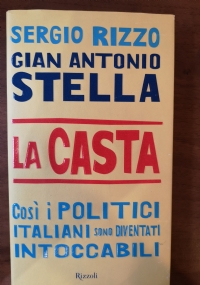 SERGIO RIZZO
GIAN ANTONIO
STELLA
LA CASTA
COSÌ i POLITICI
ITALIANI SONO DIVENTATI
INTOCCABILI
Rizzoli